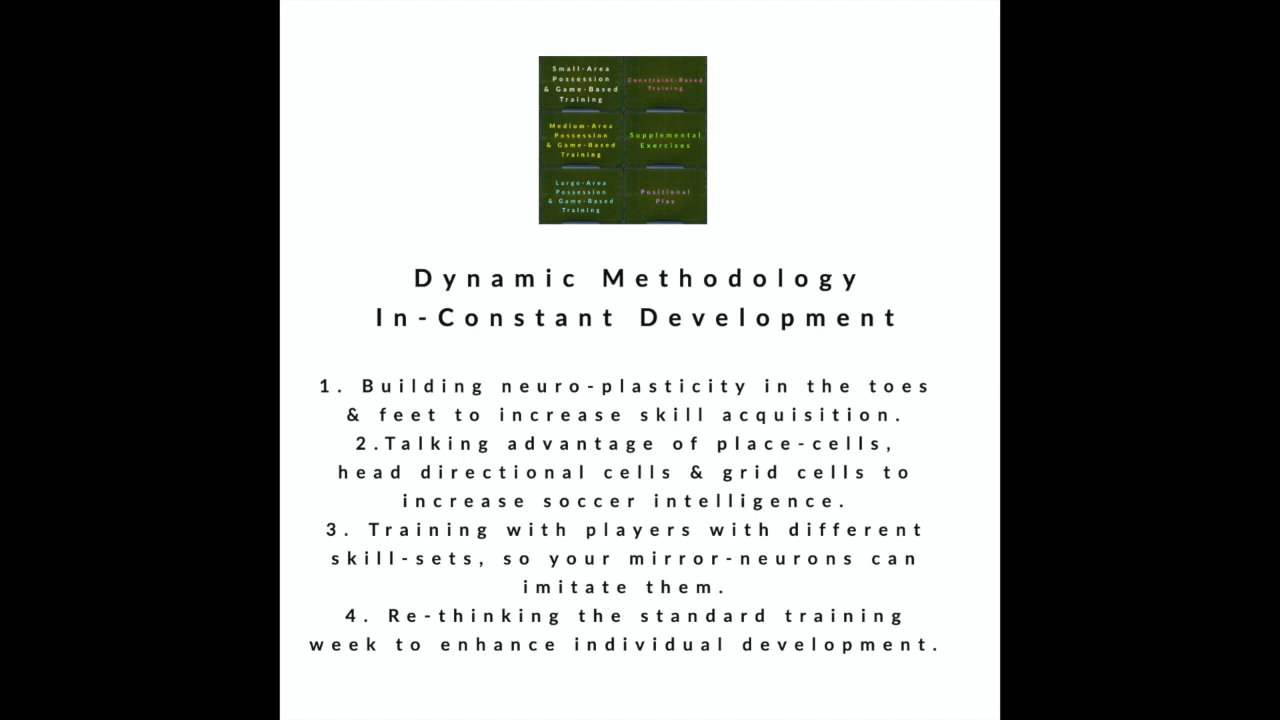 Small-Area
Possession
& Game-Based
Training
Constraint-Based
Training
Medium-Area
Possession
& Game-Based
Training
Supplemental
Exercises
Large-Area
Possession
& Game-Based
Training
Positional
Play
Dynamic Methodology
In-Constant Development
1. Building neuro-plasticity in the toes
& feet to increase skill acquisition.
2.Talking advantage of place-cells,
head directional cells & grid cells to
increase soccer intelligence.
3. Training with players with different
skill-sets, so your mirror-neurons can
imitate them.
4. Re-thinking the standard training
week to enhance individual development.